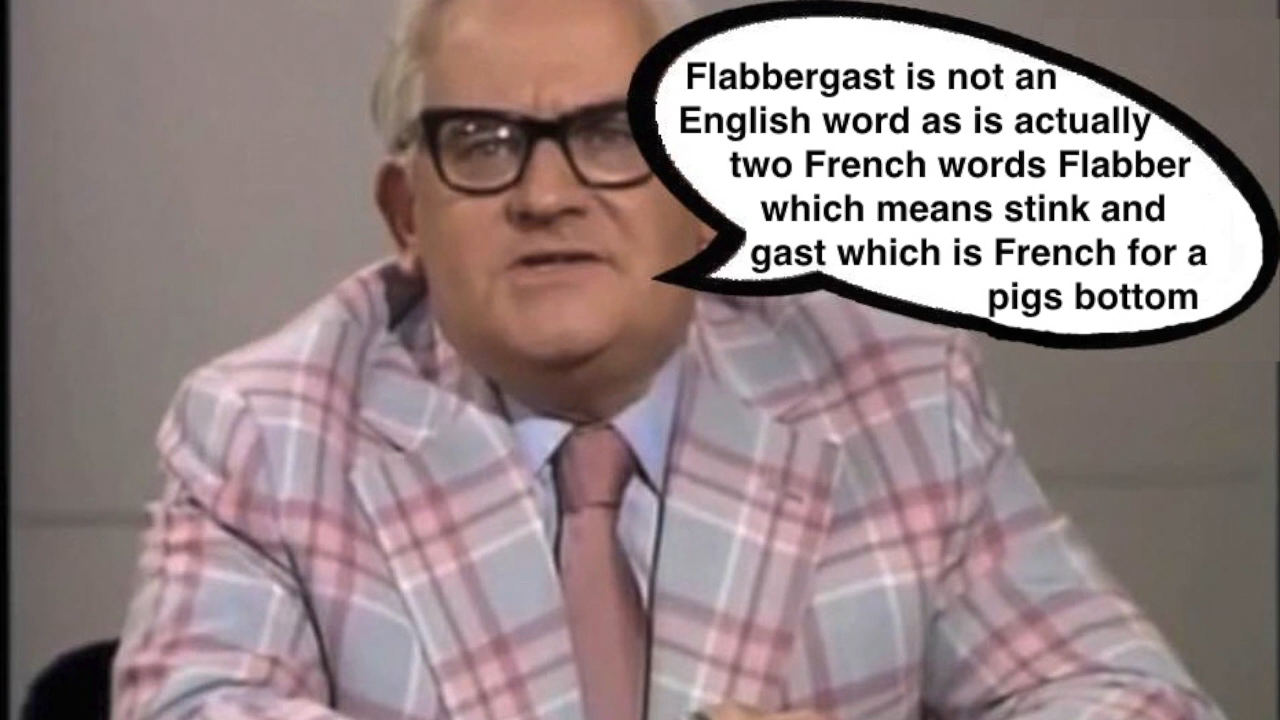 Flabbergast is not an
English word as is actually
two French words Flabber
which means stink and
gast which is French for a
pigs bottom